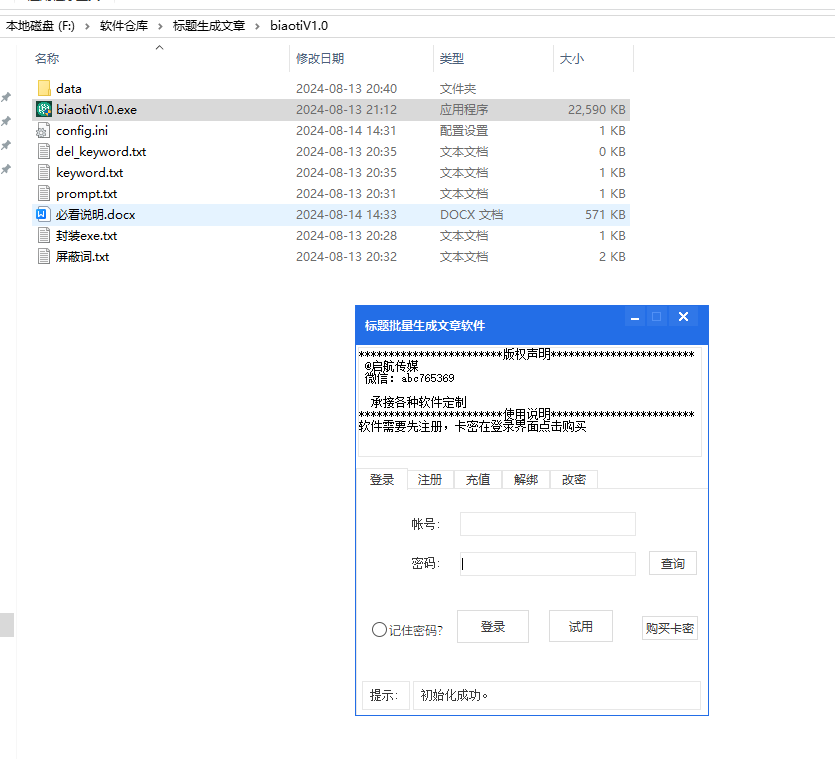 本地磁盘 (F:) › 软件仓库 › 标题生成文章 › biaotiV1.0
名称 修改日期 类型 大小
data 2024-08-13 20:40 文件夹
biaotiV1.0.exe 2024-08-13 21:12 应用程序 22,590 KB
config.ini 2024-08-14 14:31 配置设置 1 KB
del_keyword.txt 2024-08-13 20:35 文本文档 0 KB
keyword.txt 2024-08-13 20:35 文本文档 1 KB
prompt.txt 2024-08-13 20:31 文本文档 1 KB
必看说明.docx 2024-08-14 14:33 DOCX 文档 571 KB
封装exe.txt 2024-08-13 20:28 文本文档 1 KB
屏蔽词.txt 2024-08-13 20:32 文本文档 2 KB
标题批量生成文章软件
************************版权声明************************
@启航传媒
微信: abc765369
承接各种软件定制
************************使用说明************************
软件需要先注册，卡密在登录界面点击购买
登录 注册 充值 解绑 改密
帐号:
密码: 查询
记住密码? 登录 试用 购买卡密
提示: 初始化成功。